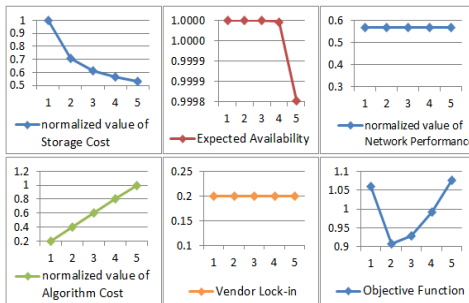 1
0.9
0.8
0.7
0.6
0.5
1 2 3 4 5
normalized value of
Storage Cost
1.0000
1.0000
0.9999
0.9999
0.9998
1 2 3 4 5
Expected Availability
0.6
0.5
0.4
0.3
1 2 3 4 5
normalized value of
Network Performance
1.2
1
0.8
0.6
0.4
0.2
1 2 3 4 5
normalized value of
Algorithm Cost
0.25
0.2
0.15
0.1
1 2 3 4 5
Vendor Lock-in
1.1
1.05
1
0.95
0.9
1 2 3 4 5
Objective Function